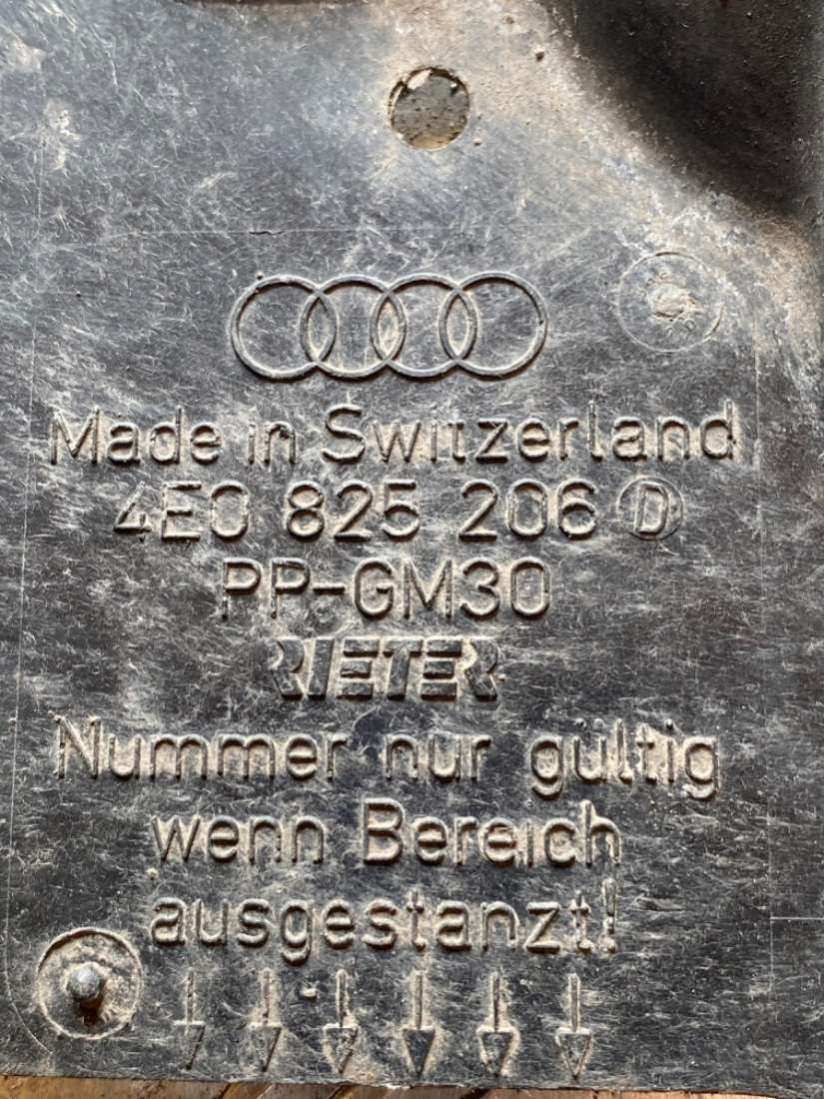 Made in Switzerland
4E0 825 206 D
PP-GM30
RIETER
Nummer nur gültig
wenn Bereich
ausgestanzt!